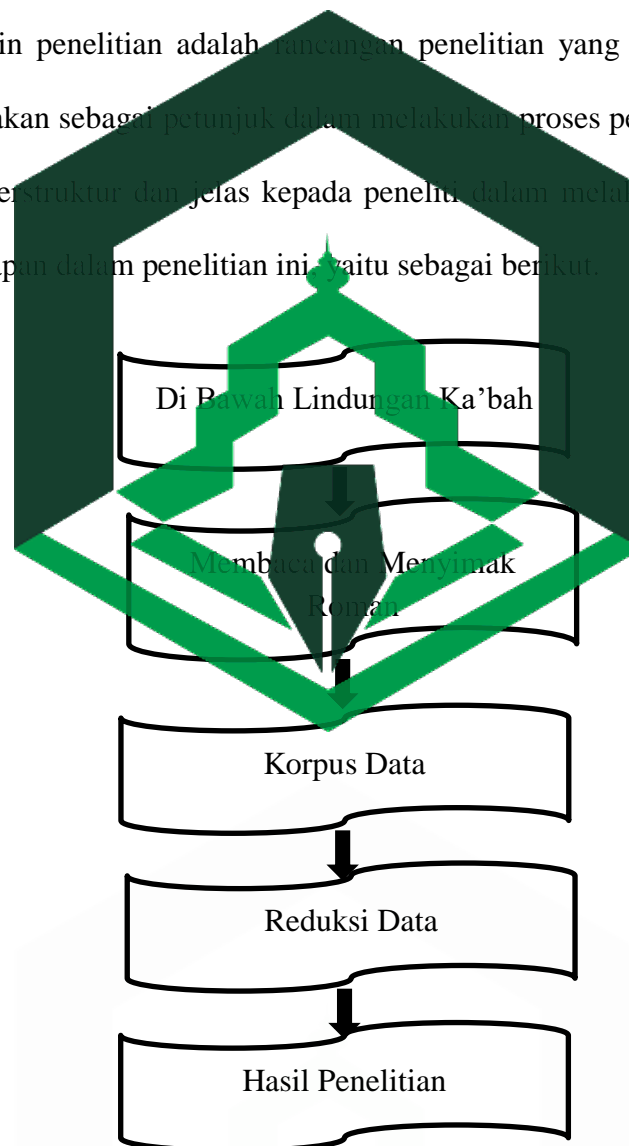 in penelitian adalah rancangan penelitian yang
akan sebagai petunjuk dalam melakukan proses pe
erstruktur dan jelas kepada peneliti dalam mela
apan dalam penelitian ini, yaitu sebagai berikut.
Di Bawah Lindungan Ka’bah
Membaca dan Menyimak
Roman
Korpus Data
Reduksi Data
Hasil Penelitian